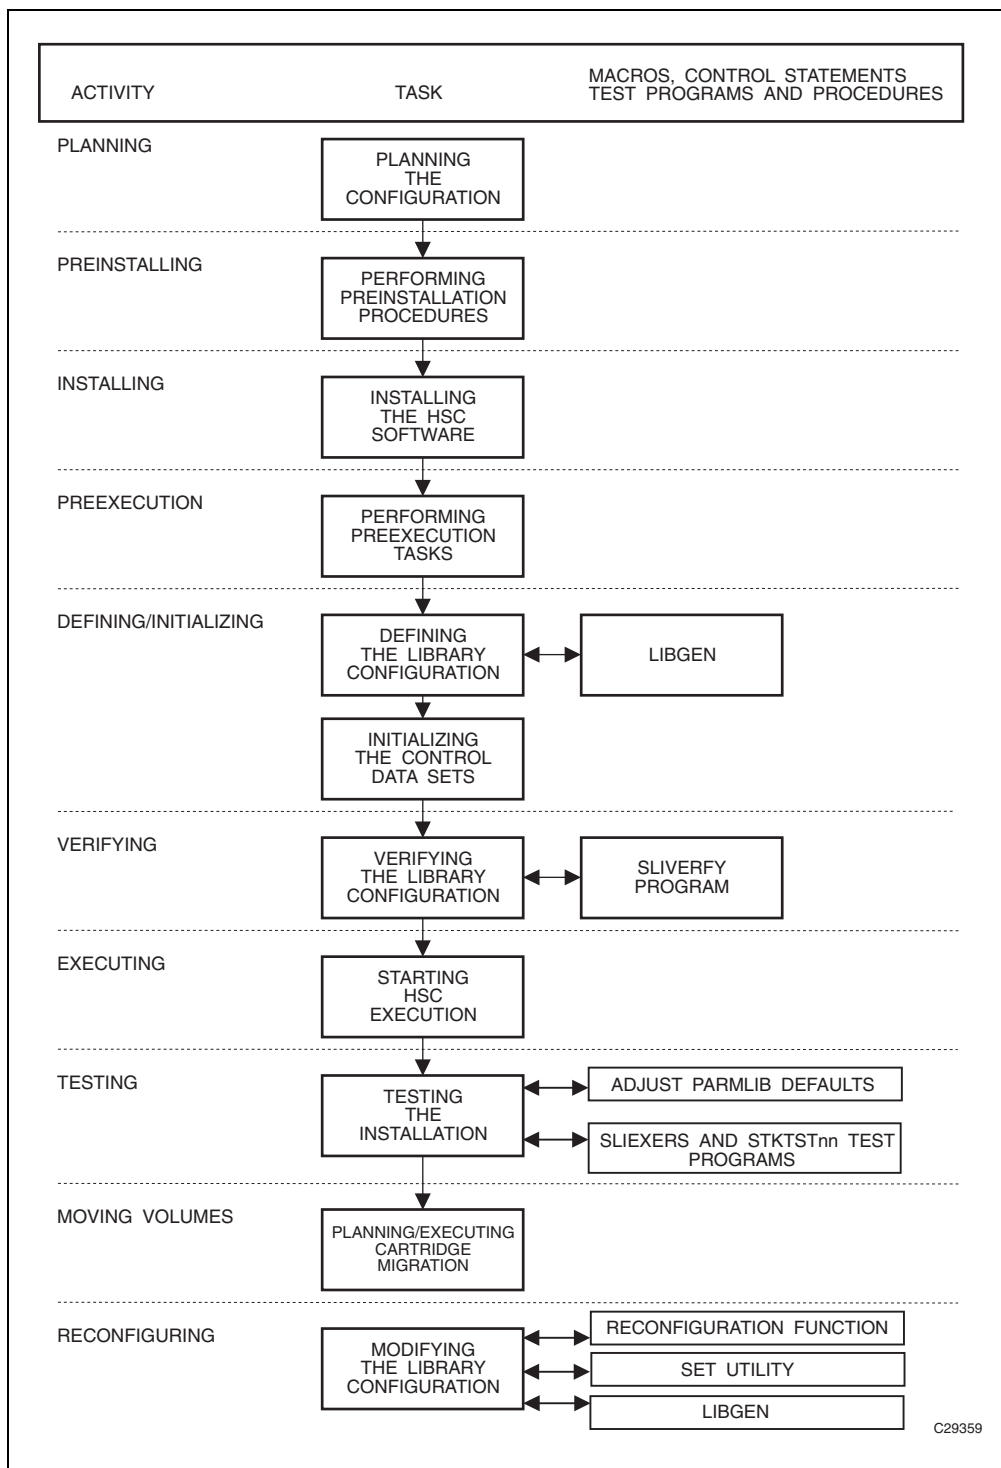 ACTIVITY
TASK
MACROS, CONTROL STATEMENTS
TEST PROGRAMS AND PROCEDURES
PLANNING
PLANNING
THE
CONFIGURATION
PREINSTALLING
PERFORMING
PREINSTALLATION
PROCEDURES
INSTALLING
INSTALLING
THE HSC
SOFTWARE
PREEXECUTION
PERFORMING
PREEXECUTION
TASKS
DEFINING/INITIALIZING
DEFINING
THE LIBRARY
CONFIGURATION
LIBGEN
INITIALIZING
THE CONTROL
DATA SETS
VERIFYING
VERIFYING
THE LIBRARY
CONFIGURATION
SLIVERFY
PROGRAM
EXECUTING
STARTING
HSC
EXECUTION
TESTING
TESTING
THE
INSTALLATION
ADJUST PARMLIB DEFAULTS
SLIEXERS AND STKTSTnn TEST
PROGRAMS
MOVING VOLUMES
PLANNING/EXECUTING
CARTRIDGE
MIGRATION
RECONFIGURING
MODIFYING
THE LIBRARY
CONFIGURATION
RECONFIGURATION FUNCTION
SET UTILITY
LIBGEN
C29359